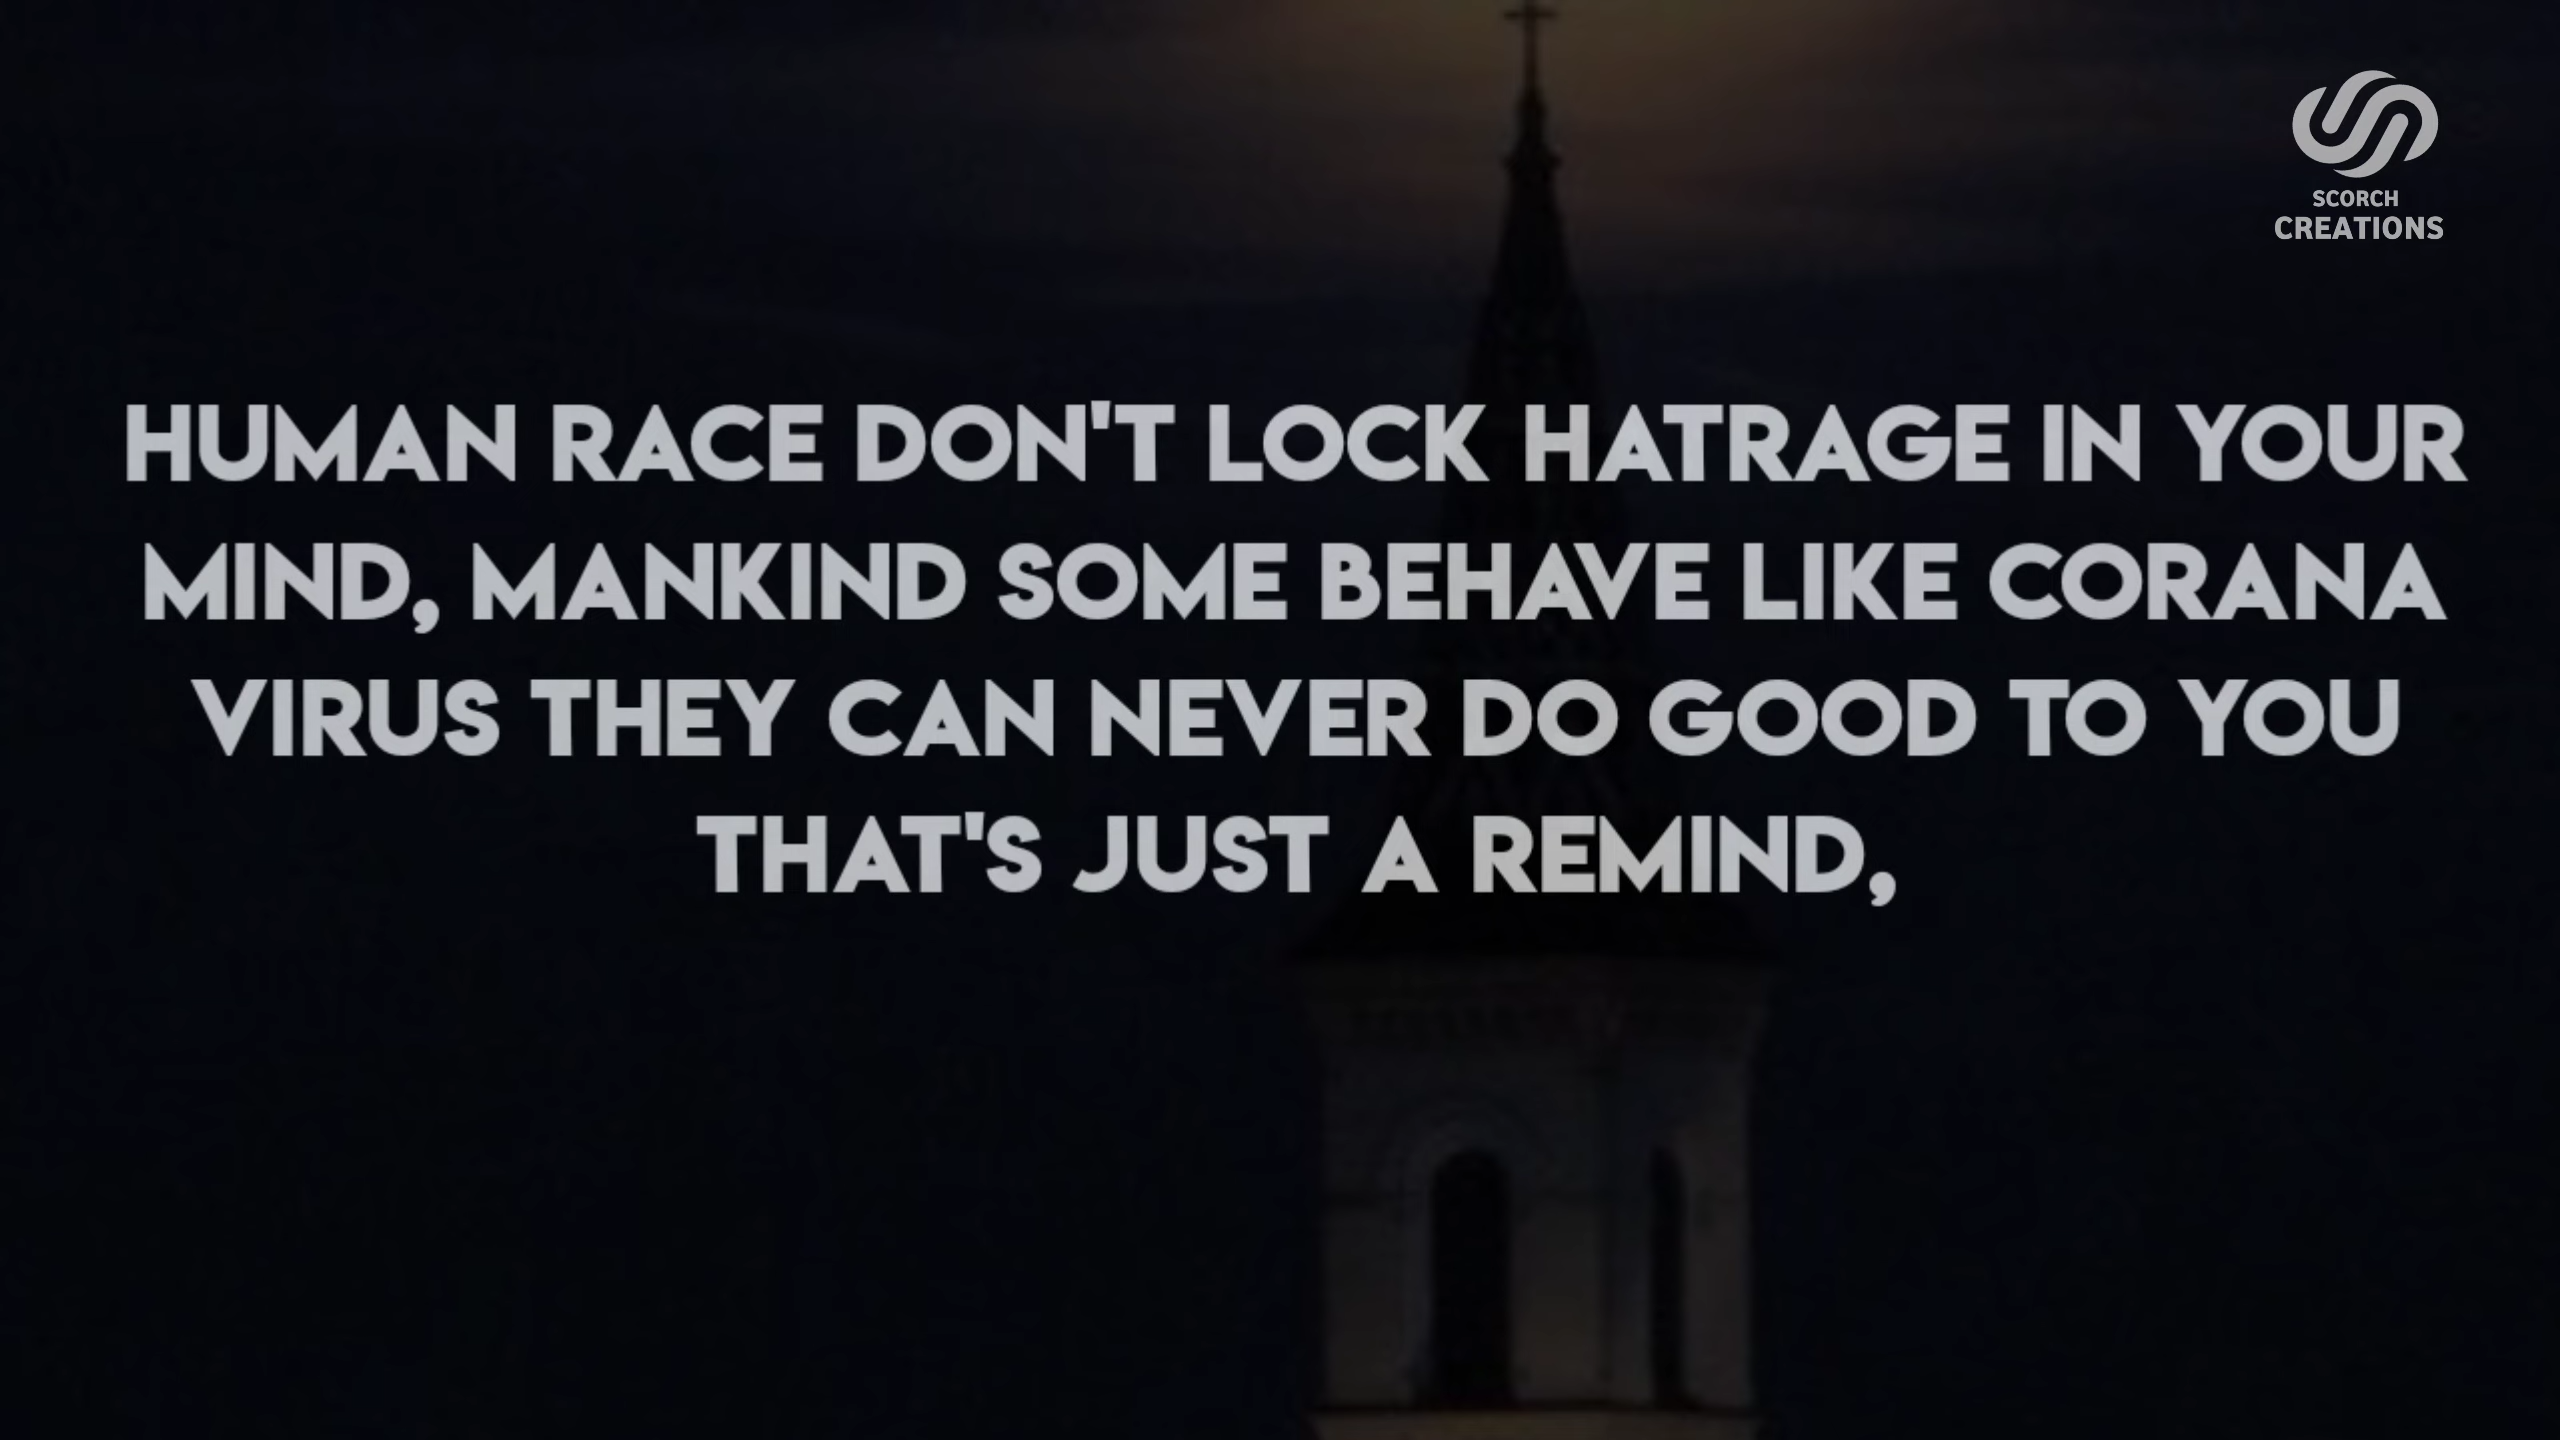 SCORCH
CREATIONS
HUMAN RACE DON'T LOCK HATRAGE IN YOUR
MIND, MANKIND SOME BEHAVE LIKE CORANA
VIRUS THEY CAN NEVER DO GOOD TO YOU
THAT'S JUST A REMIND,